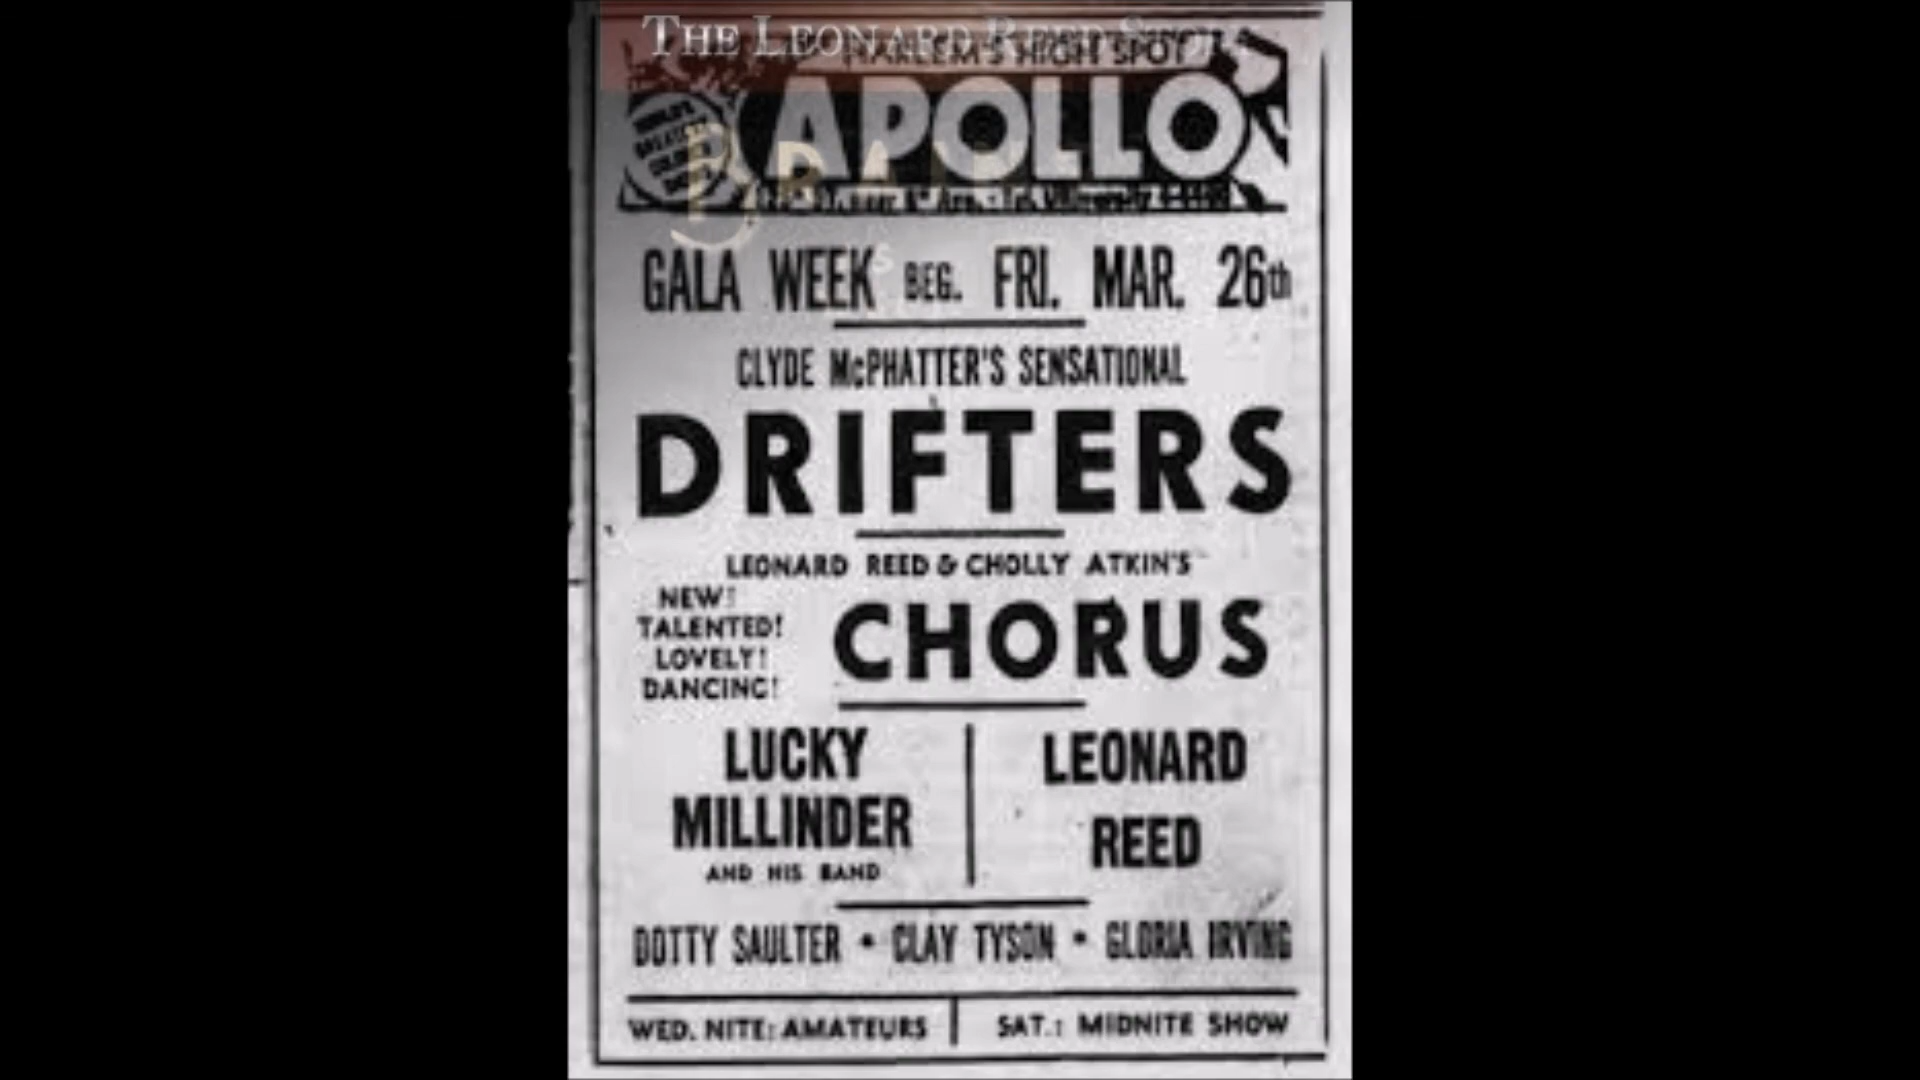 THE LEONARD REED
HARLEM'S HIGH SPOT
APOLLO
GALA WEEK BEG. FRI. MAR. 26th
CLYDE McPHATTER'S SENSATIONAL
DRIFTERS
LEONARD REED & CHOLLY ATKIN'S
NEW!
TALENTED!
LOVELY!
DANCING!
CHORUS
LUCKY
MILLINDER
AND HIS BAND
LEONARD
REED
DOTTY SAULTER • CLAY TYSON • GLORIA IRVING
WED. NITE: AMATEURS
SAT.: MIDNITE SHOW